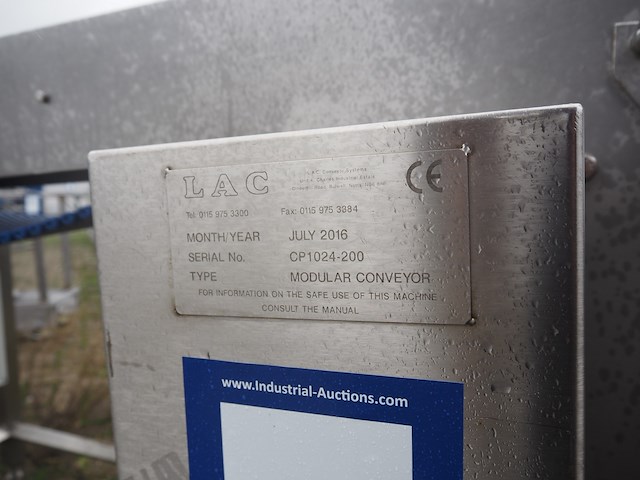 LAC
CE
Tel. 0115 975 3300 Fax: 0115 975 3384
MONTH/YEAR JULY 2016
SERIAL No. CP1024-200
TYPE MODULAR CONVEYOR
FOR INFORMATION ON THE SAFE USE OF THIS MACHINE
CONSULT THE MANUAL
www.Industrial-Auctions.com